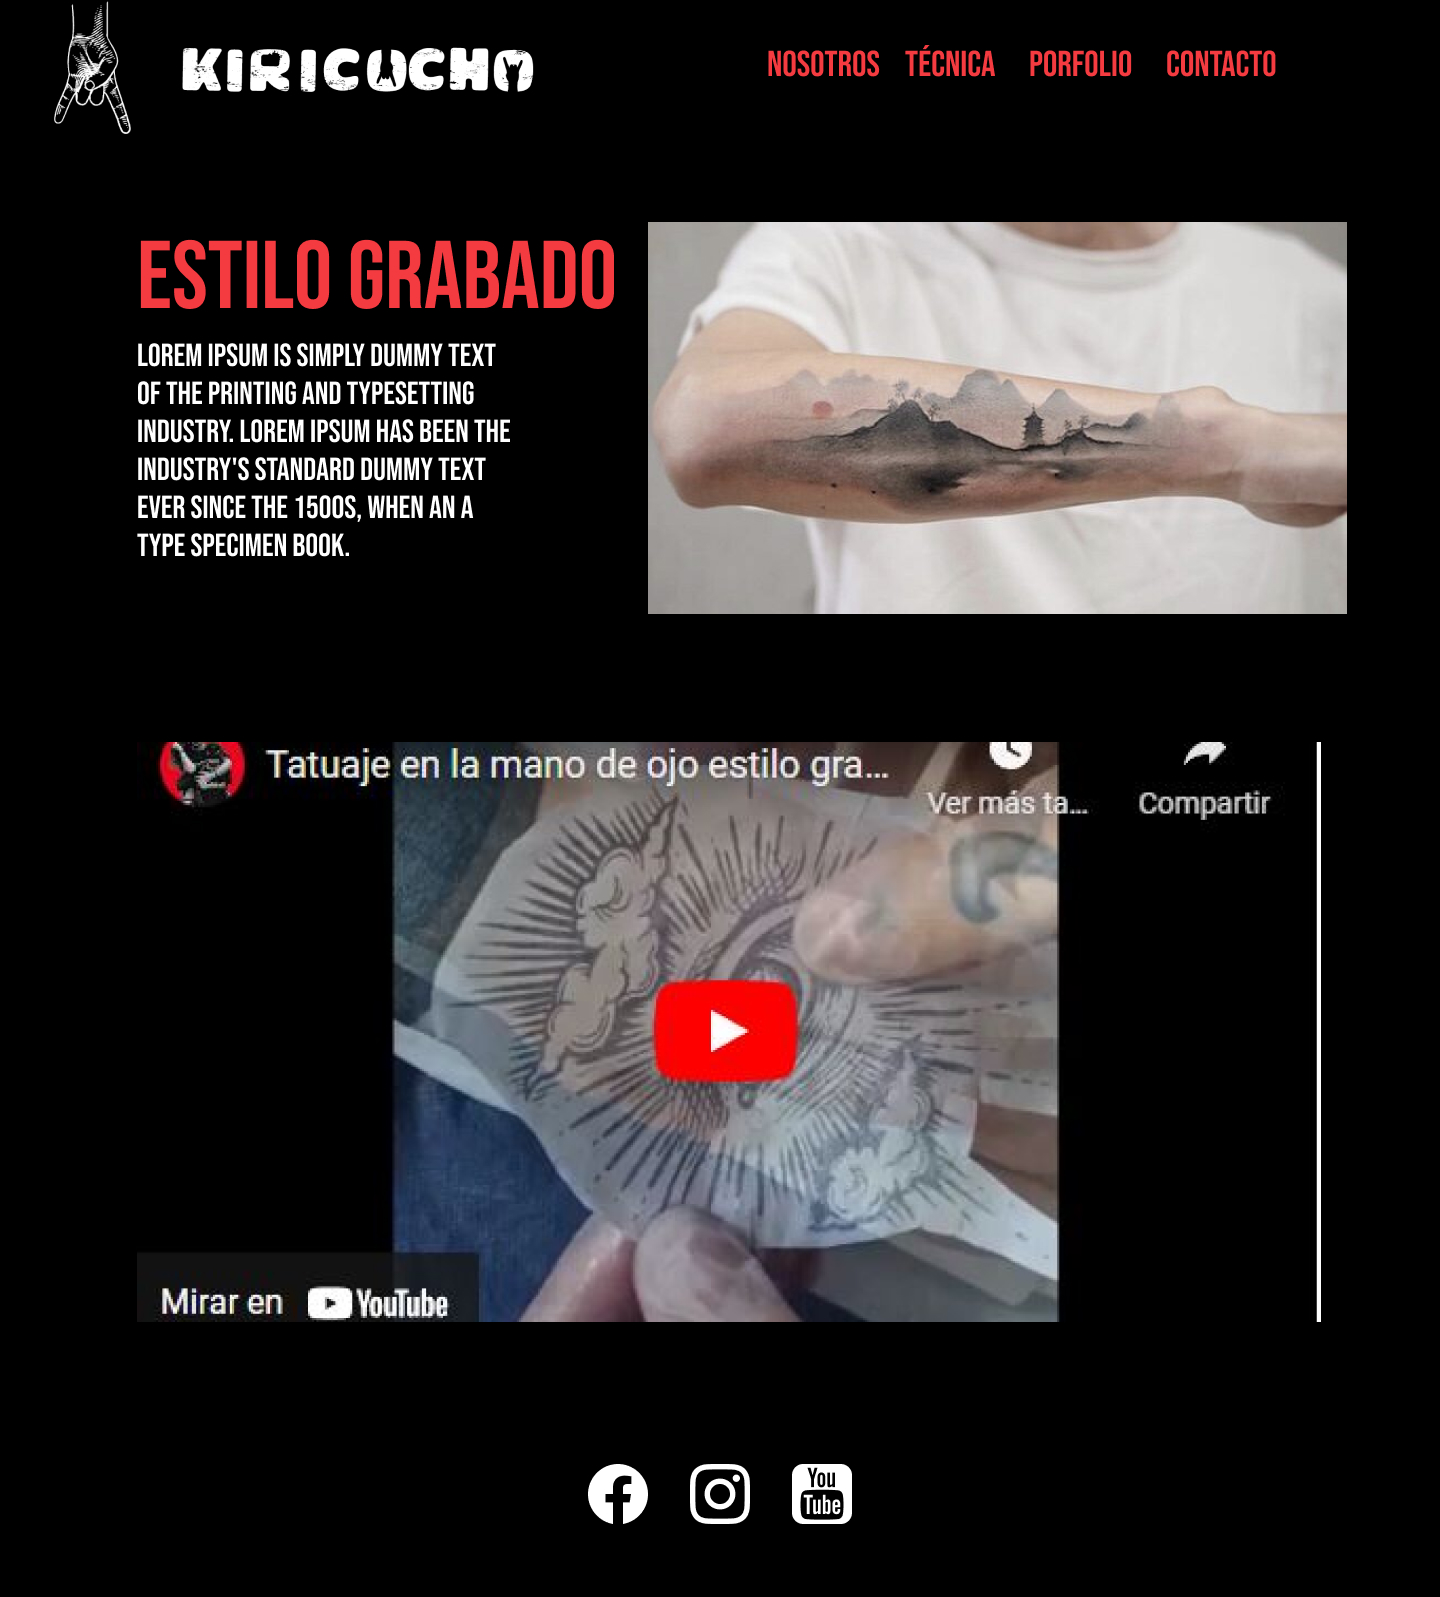 KIRICOCHO
NOSOTROS TÉCNICA PORFOLIO CONTACTO
ESTILO GRABADO
LOREM IPSUM IS SIMPLY DUMMY TEXT
OF THE PRINTING AND TYPESETTING
INDUSTRY. LOREM IPSUM HAS BEEN THE
INDUSTRY'S STANDARD DUMMY TEXT
EVER SINCE THE 1500S, WHEN AN A
TYPE SPECIMEN BOOK.
Tatuaje en la mano de ojo estilo gra...
Ver más ta... Compartir
Mirar en YouTube
You
Tube